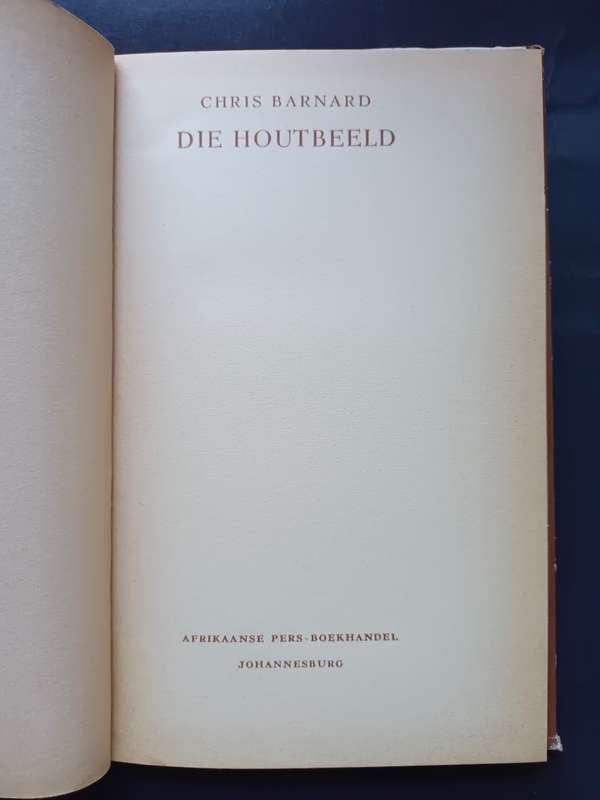 CHRIS BARNARD
DIE HOUTBEELD
AFRIKAANSE PERS-BOEKHANDEL
JOHANNESBURG